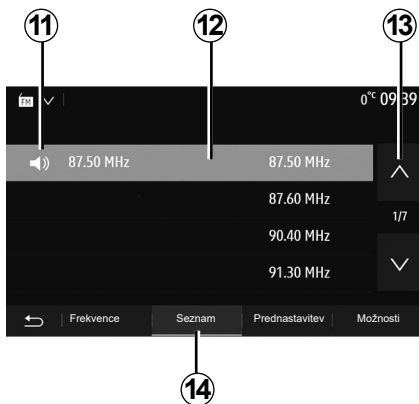 11 12 13
FM 0°C 09:39
87.50 MHz 87.50 MHz
87.60 MHz
1/7
90.40 MHz
91.30 MHz
Frekvence Seznam Prednastavitev Možnosti
14